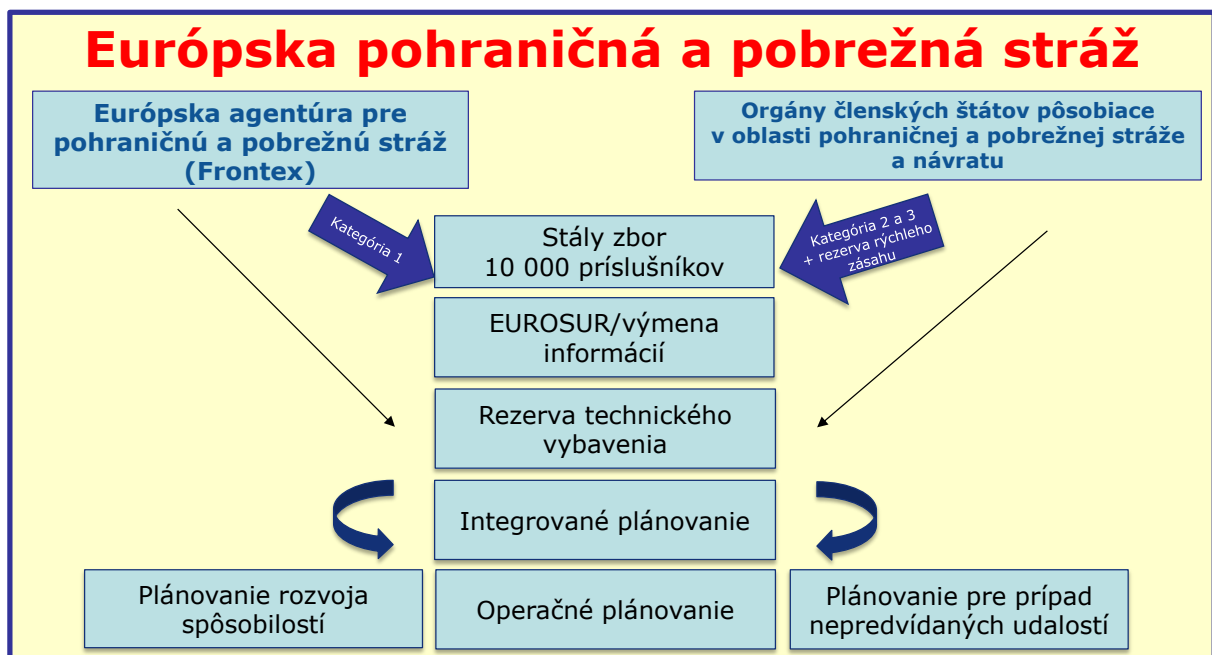 Európska pohraničná a pobrežná stráž
Európska agentúra pre
pohraničnú a pobrežnú stráž
(Frontex)
Orgány členských štátov pôsobiace
v oblasti pohraničnej a pobrežnej stráže
a návratu
Kategória 1
Stály zbor
10 000 príslušníkov
Kategória 2 a 3
+ rezerva rýchleho
zásahu
EUROSUR/výmena
informácií
Rezerva technického
vybavenia
Integrované plánovanie
Plánovanie rozvoja
spôsobilostí
Operačné plánovanie
Plánovanie pre prípad
nepredvídaných udalostí